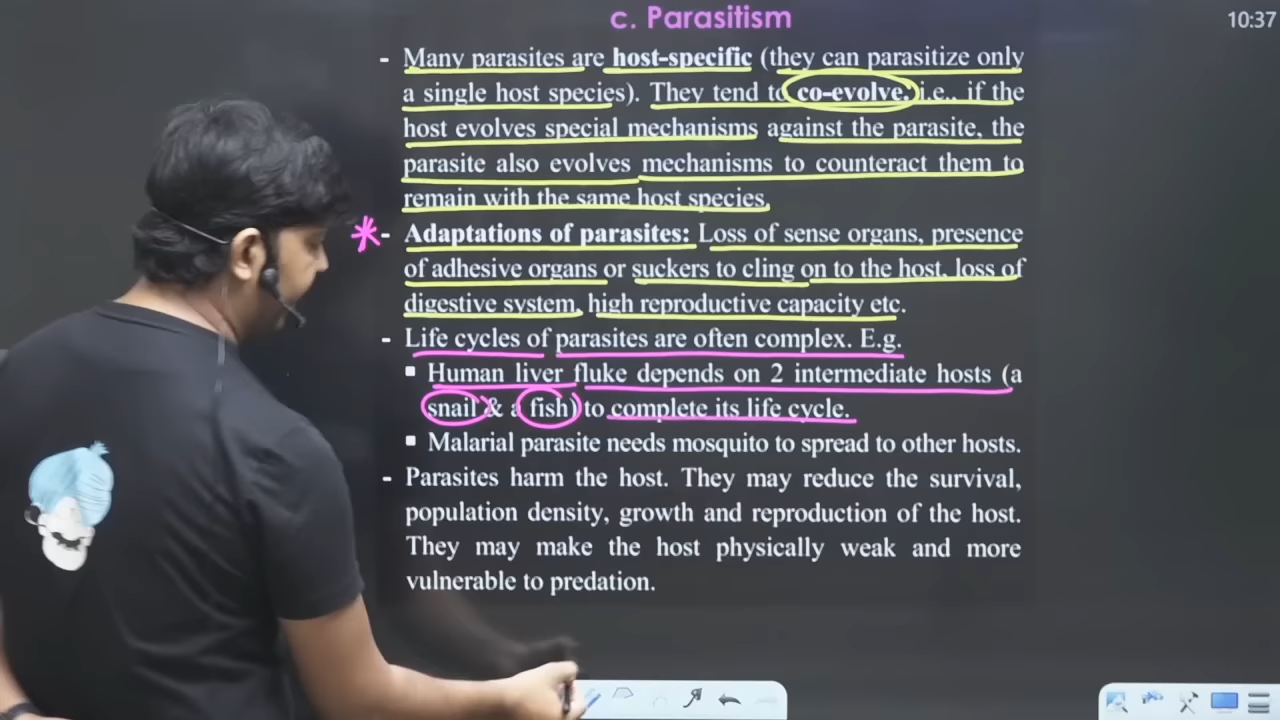 c. Parasitism
10:37
- Many parasites are host-specific (they can parasitize only
a single host species). They tend to co-evolve, i.e., if the
host evolves special mechanisms against the parasite, the
parasite also evolves mechanisms to counteract them to
remain with the same host species.
- Adaptations of parasites: Loss of sense organs, presence
of adhesive organs or suckers to cling on to the host, loss of
digestive system, high reproductive capacity etc.
- Life cycles of parasites are often complex. E.g.
▪ Human liver fluke depends on 2 intermediate hosts (a
snail & a fish) to complete its life cycle.
▪ Malarial parasite needs mosquito to spread to other hosts.
- Parasites harm the host. They may reduce the survival,
population density, growth and reproduction of the host.
They may make the host physically weak and more
vulnerable to predation.